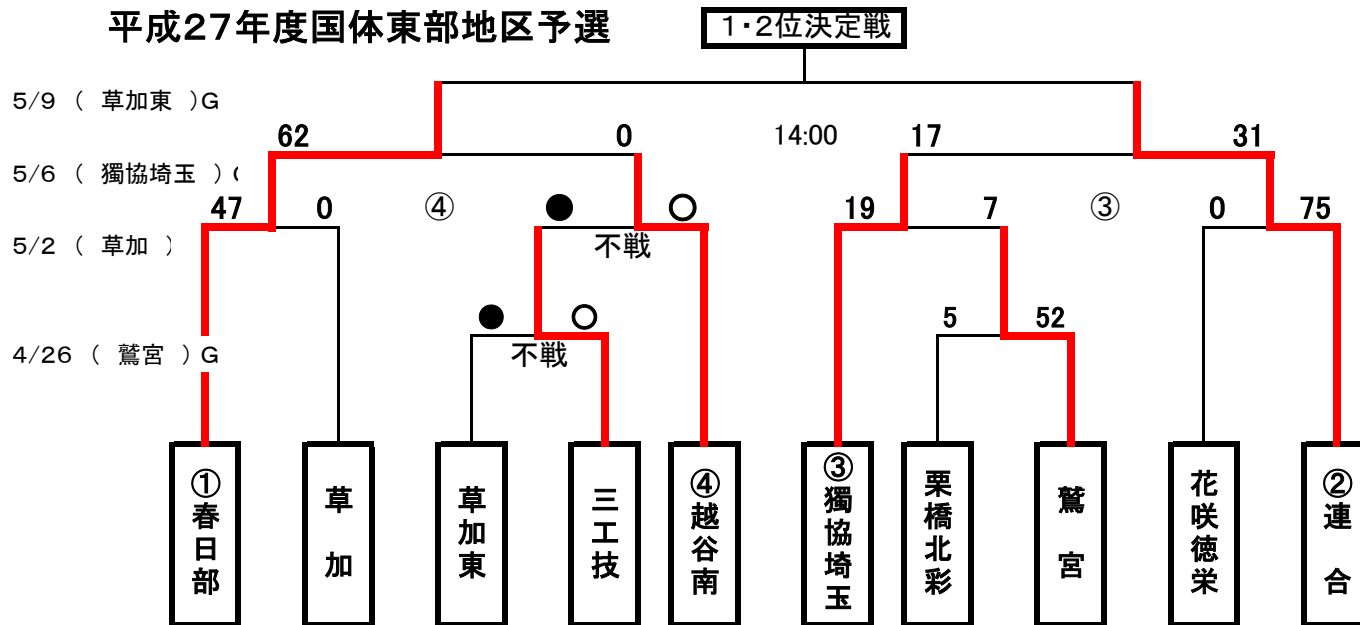 平成27年度国体東部地区予選
1・2位決定戦
5/9 ( 草加東 )G
62 0 14:00 17 31
5/6 ( 獨協埼玉 )
47 0 ④ ● ○ 19 7 ③ 0 75
不戦
5/2 ( 草加 )
● ○ 5 52
不戦
4/26 ( 鷲宮 )G
①春日部
草加
草加東
三工技
④越谷南
③獨協埼玉
栗橋北彩
鷲宮
花咲徳栄
②連合